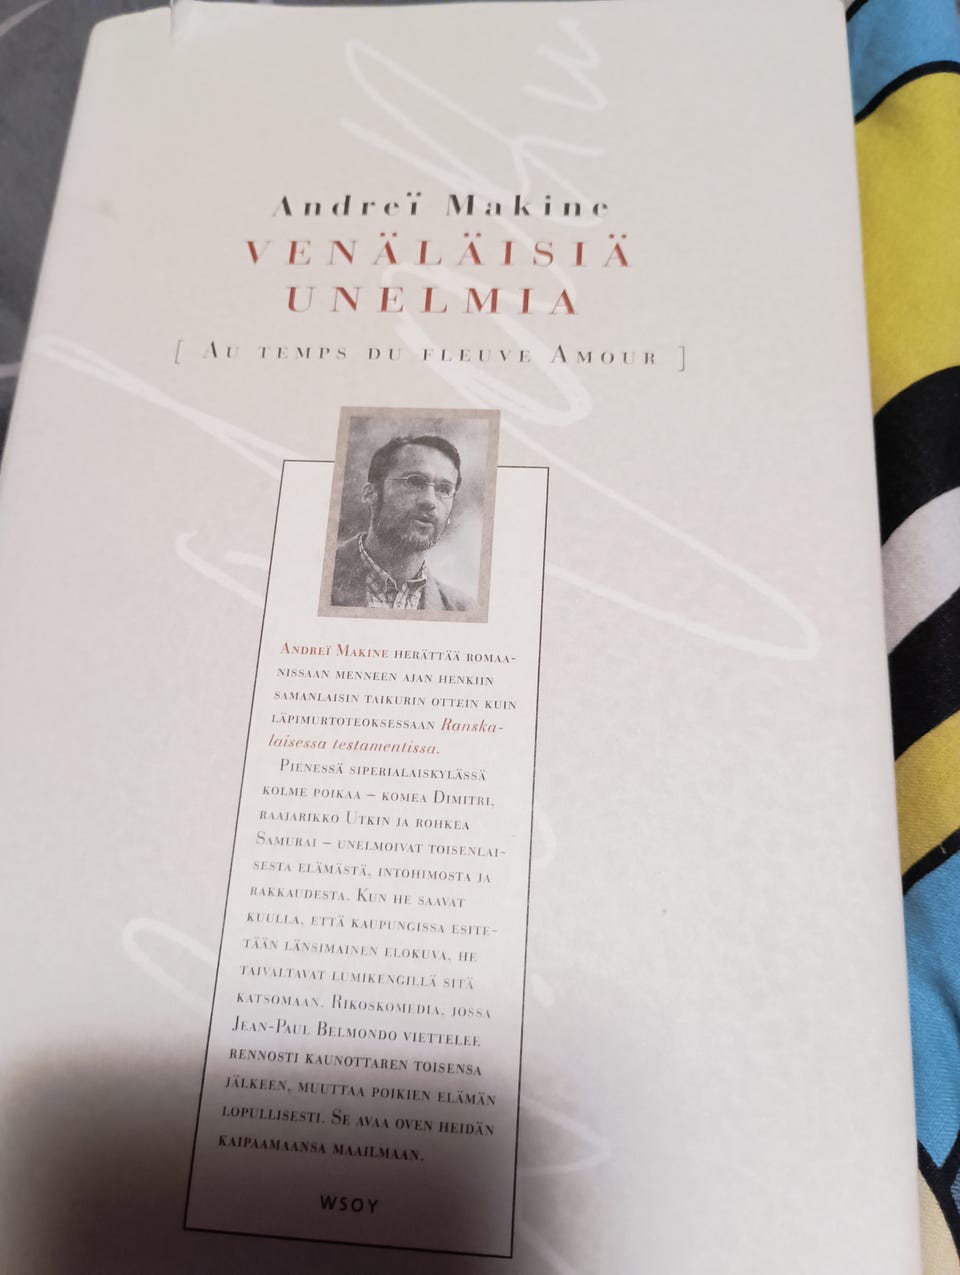 Andreï Makine
VENÄLÄISIÄ
UNELMIA
[ AU TEMPS DU FLEUVE AMOUR ]
ANDREÏ MAKINE HERÄTTÄÄ ROMAA-
NISSAAN MENNEEN AJAN HENKIIN
SAMANLAISIN TAIKURIN OTTEIN KUIN
LÄPIMURTOTEOKSESSAAN Ranska-
laisessa testamentissa.
PIENESSÄ SIPERIALAISKYLÄSSÄ
KOLME POIKAA – KOMEA DIMITRI,
RAAJARIKKO UTKIN JA ROHKEA
SAMURAI – UNELMOIVAT TOISENLAI-
SESTA ELÄMÄSTÄ, INTOHIMOSTA JA
RAKKAUDESTA. KUN HE SAAVAT
KUULLA, ETTÄ KAUPUNGISSA ESITE-
TÄÄN LÄNSIMAINEN ELOKUVA, HE
TAIVALTAVAT LUMIKENGILLÄ SITÄ
KATSOMAAN. RIKOSKOMEDIA, JOSSA
JEAN-PAUL BELMONDO VIETTELEE
RENNOSTI KAUNOTTAREN TOISENSA
JÄLKEEN, MUUTTAA POIKIEN ELÄMÄN
LOPULLISESTI. SE AVAA OVEN HEIDÄN
KAIPAAMAANSA MAAILMAAN.
WSOY